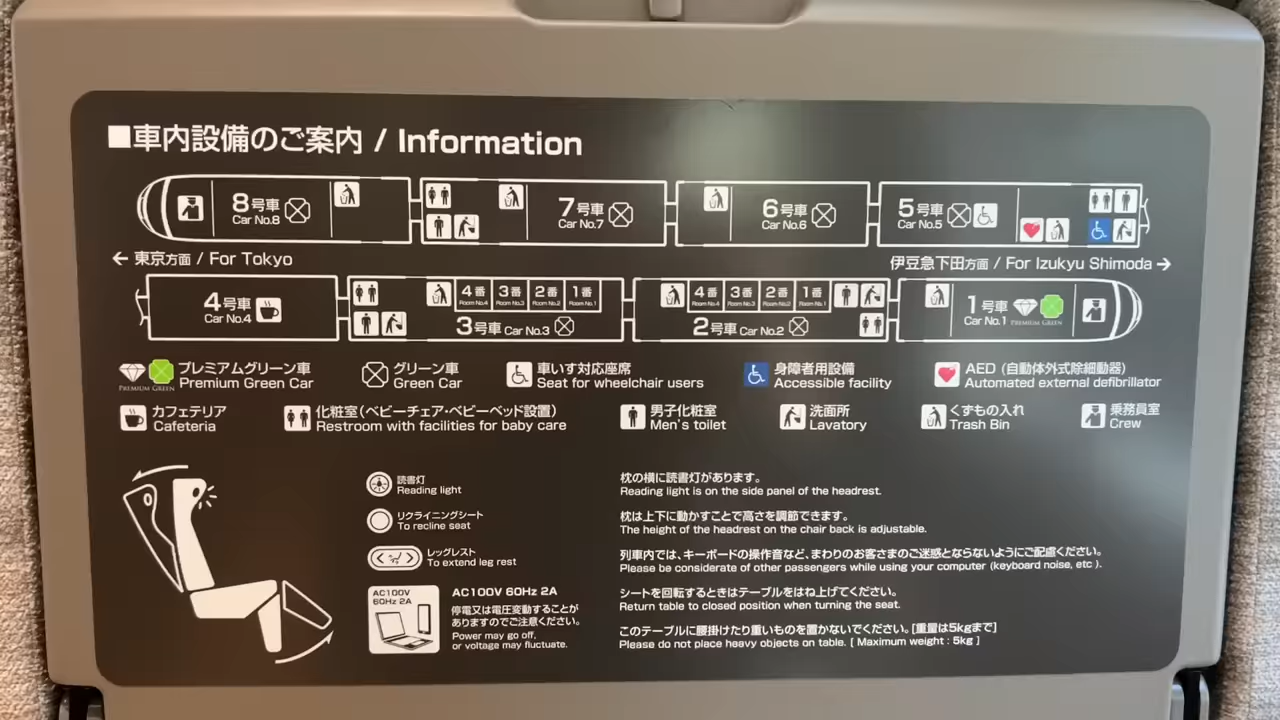 ■車内設備のご案内 / Information
8号車
Car No.8
7号車
Car No.7
6号車
Car No.6
5号車
Car No.5
← 東京方面 / For Tokyo
伊豆急下田方面 / For Izukyu Shimoda →
4号車
Car No.4
4番 3番 2番 1番
Room No.4 Room No.3 Room No.2 Room No.1
3号車 Car No.3
4番 3番 2番 1番
Room No.4 Room No.3 Room No.2 Room No.1
2号車 Car No.2
1号車
Car No.1
PREMIUM GREEN
PREMIUM GREEN
プレミアムグリーン車
Premium Green Car
グリーン車
Green Car
車いす対応座席
Seat for wheelchair users
身障者用設備
Accessible facility
AED (自動体外式除細動器)
Automated external defibrillator
カフェテリア
Cafeteria
化粧室(ベビーチェア・ベビーベッド設置)
Restroom with facilities for baby care
男子化粧室
Men's toilet
洗面所
Lavatory
くずもの入れ
Trash Bin
乗務員室
Crew
読書灯
Reading light
リクライニングシート
To recline seat
レッグレスト
To extend leg rest
AC100V
60Hz 2A
AC100V 60Hz 2A
停電又は電圧変動することが
ありますのでご注意ください。
Power may go off,
or voltage may fluctuate.
枕の横に読書灯があります。
Reading light is on the side panel of the headrest.
枕は上下に動かすことで高さを調節できます。
The height of the headrest on the chair back is adjustable.
列車内では、キーボードの操作音など、まわりのお客さまのご迷惑とならないようにご配慮ください。
Please be considerate of other passengers while using your computer (keyboard noise, etc ).
シートを回転するときはテーブルをはね上げてください。
Return table to closed position when turning the seat.
このテーブルに腰掛けたり重いものを置かないでください。[重量は5kgまで]
Please do not place heavy objects on table. [ Maximum weight : 5kg ]